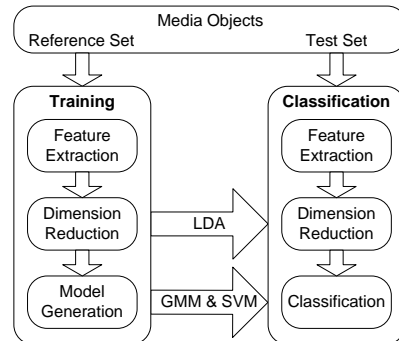 Media Objects
Reference Set
Test Set
Training
Feature
Extraction
Dimension
Reduction
Model
Generation
LDA
GMM & SVM
Classification
Feature
Extraction
Dimension
Reduction
Classification